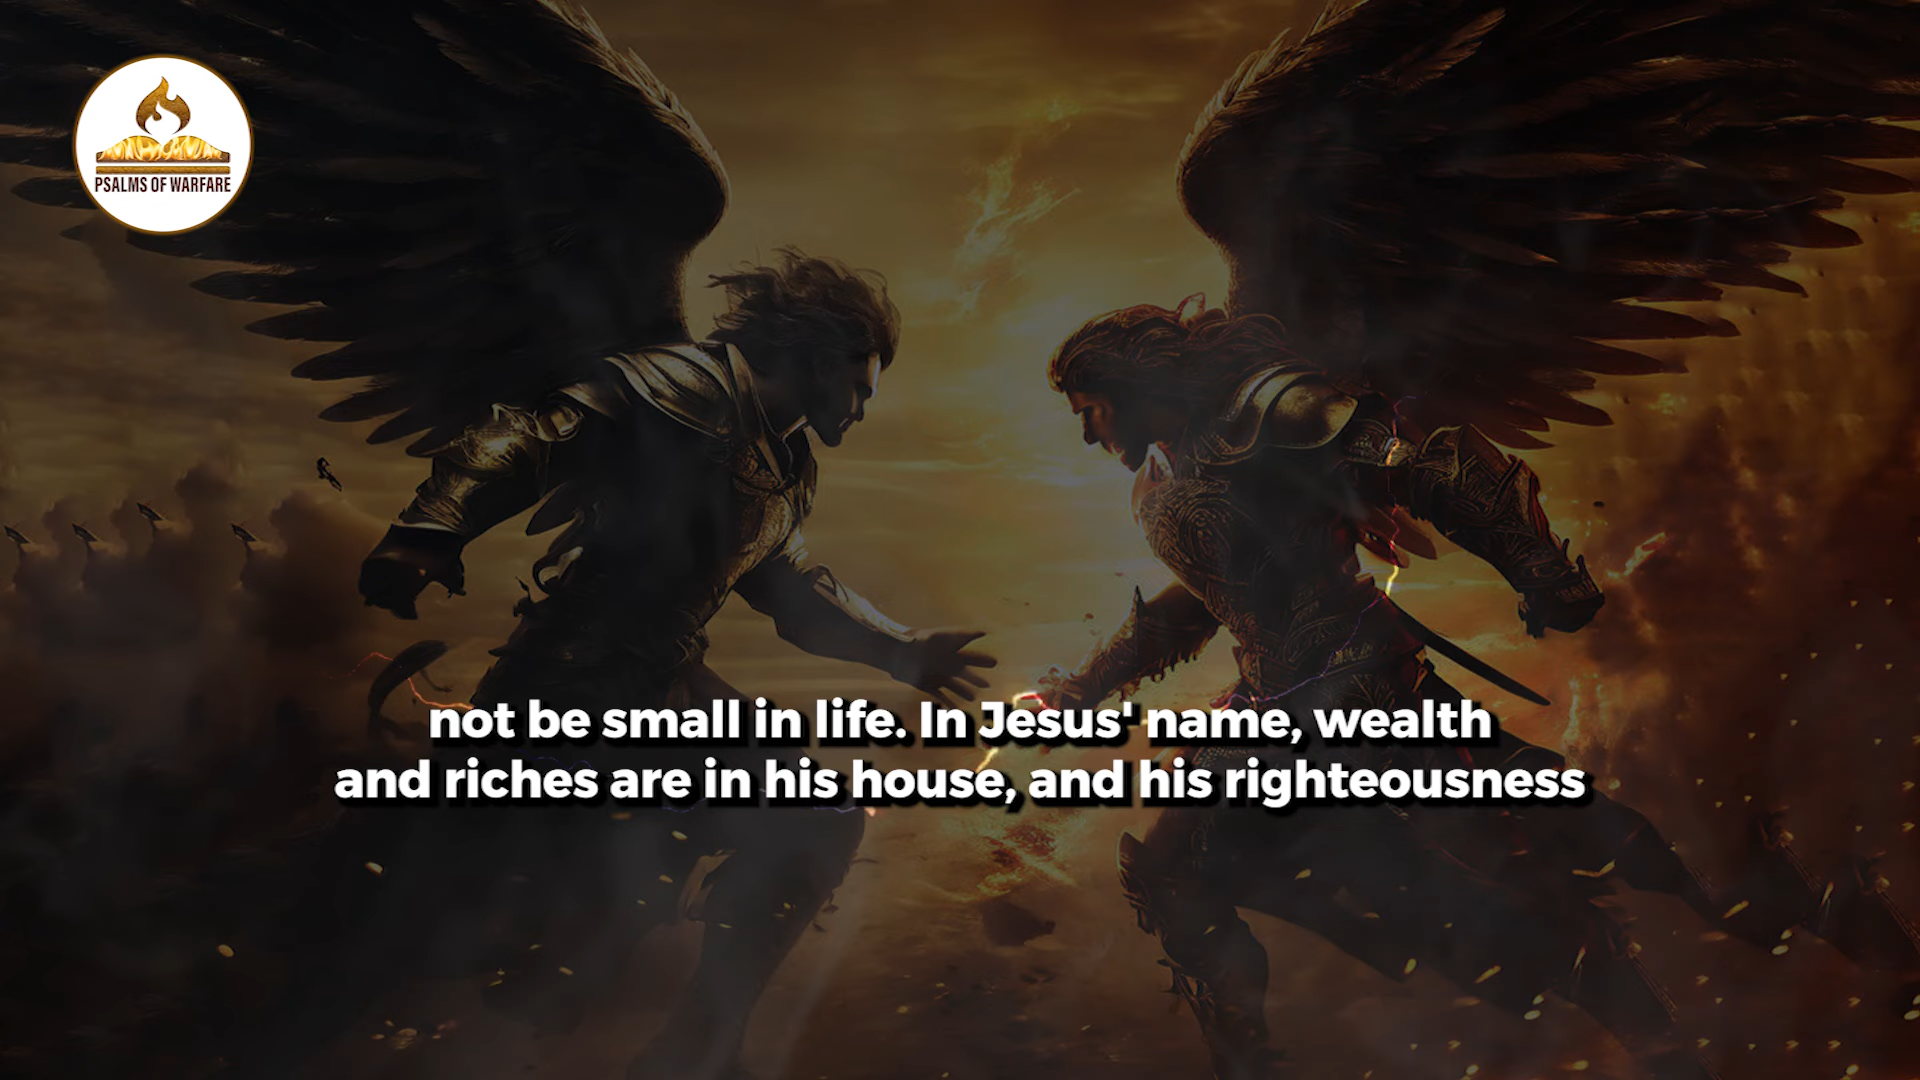 PSALMS OF WARFARE
not be small in life. In Jesus' name, wealth
and riches are in his house, and his righteousness